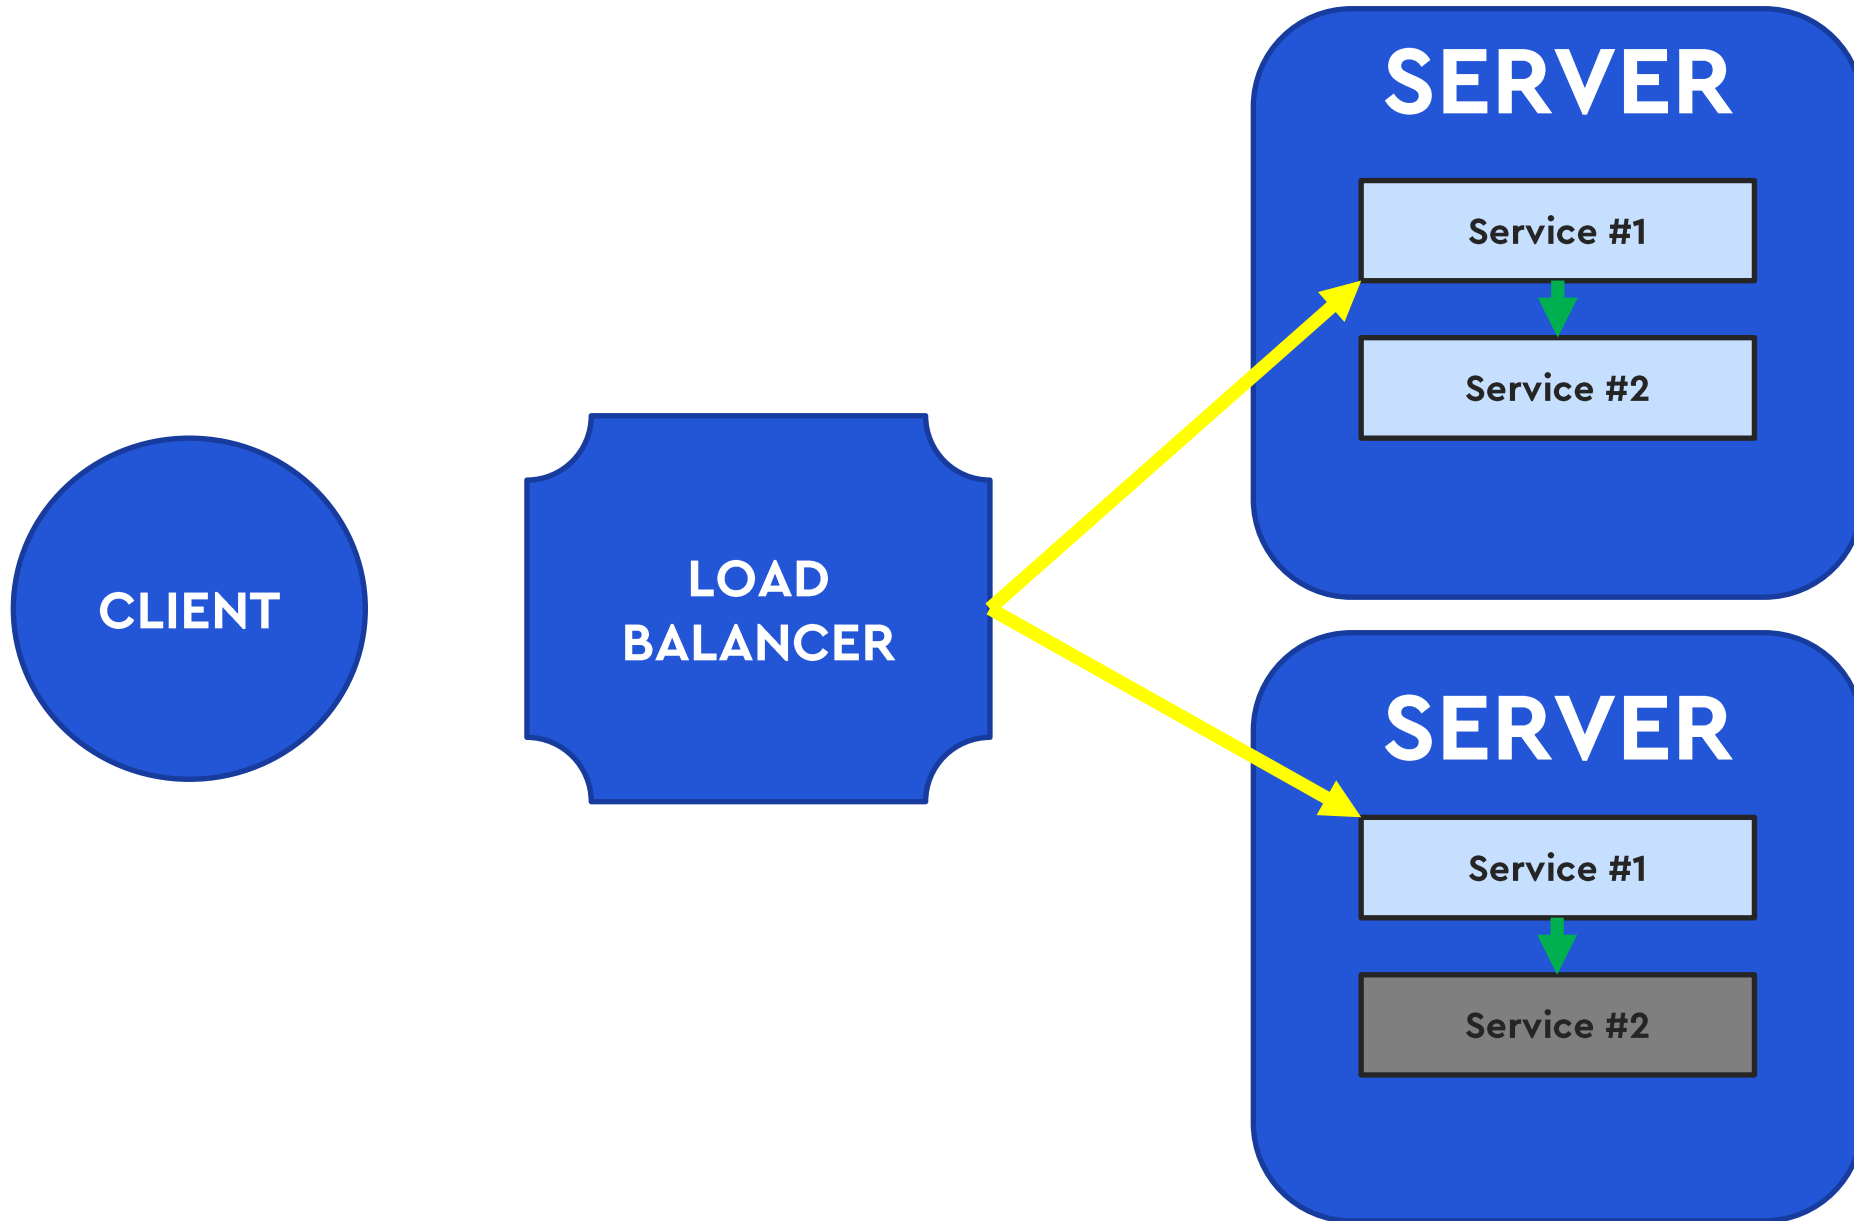 CLIENT
LOAD
BALANCER
SERVER
Service #1
Service #2
SERVER
Service #1
Service #2